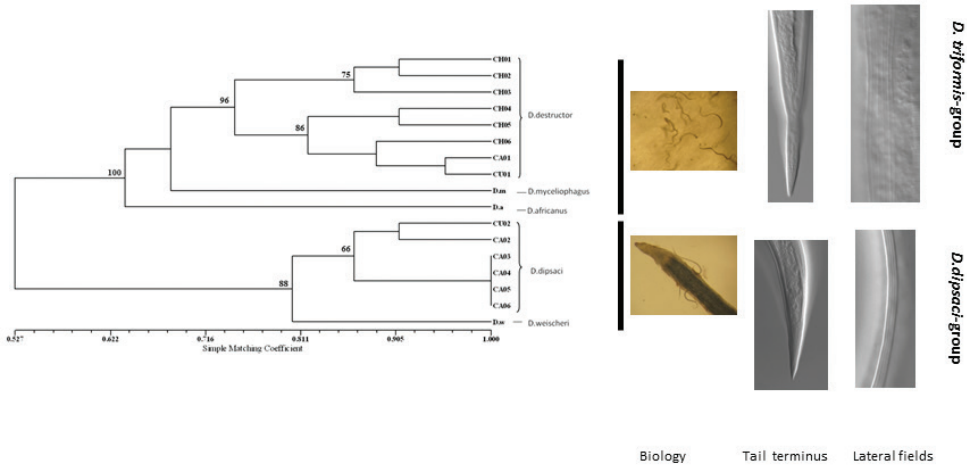 CH01
CH02
75
CH03
96
CH04
D.destructor
CH05
86
CH06
CA01
100
CU01
D.m
D.myceliophagus
D.a
D.africanus
CU02
CA02
66
CA03
CA04
D.dipsaci
88
CA05
CA06
D.w
D.weischeri
0.527 0.622 0.716 0.811 0.905 1.000
Simple Matching Coefficient
D. triformis-group
D.dipsaci-group
Biology Tail terminus Lateral fields